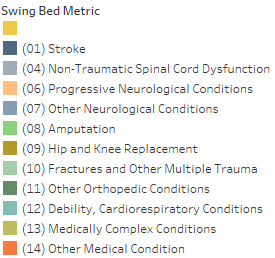 Swing Bed Metric
(01) Stroke
(04) Non-Traumatic Spinal Cord Dysfunction
(06) Progressive Neurological Conditions
(07) Other Neurological Conditions
(08) Amputation
(09) Hip and Knee Replacement
(10) Fractures and Other Multiple Trauma
(11) Other Orthopedic Conditions
(12) Debility, Cardiorespiratory Conditions
(13) Medically Complex Conditions
(14) Other Medical Condition